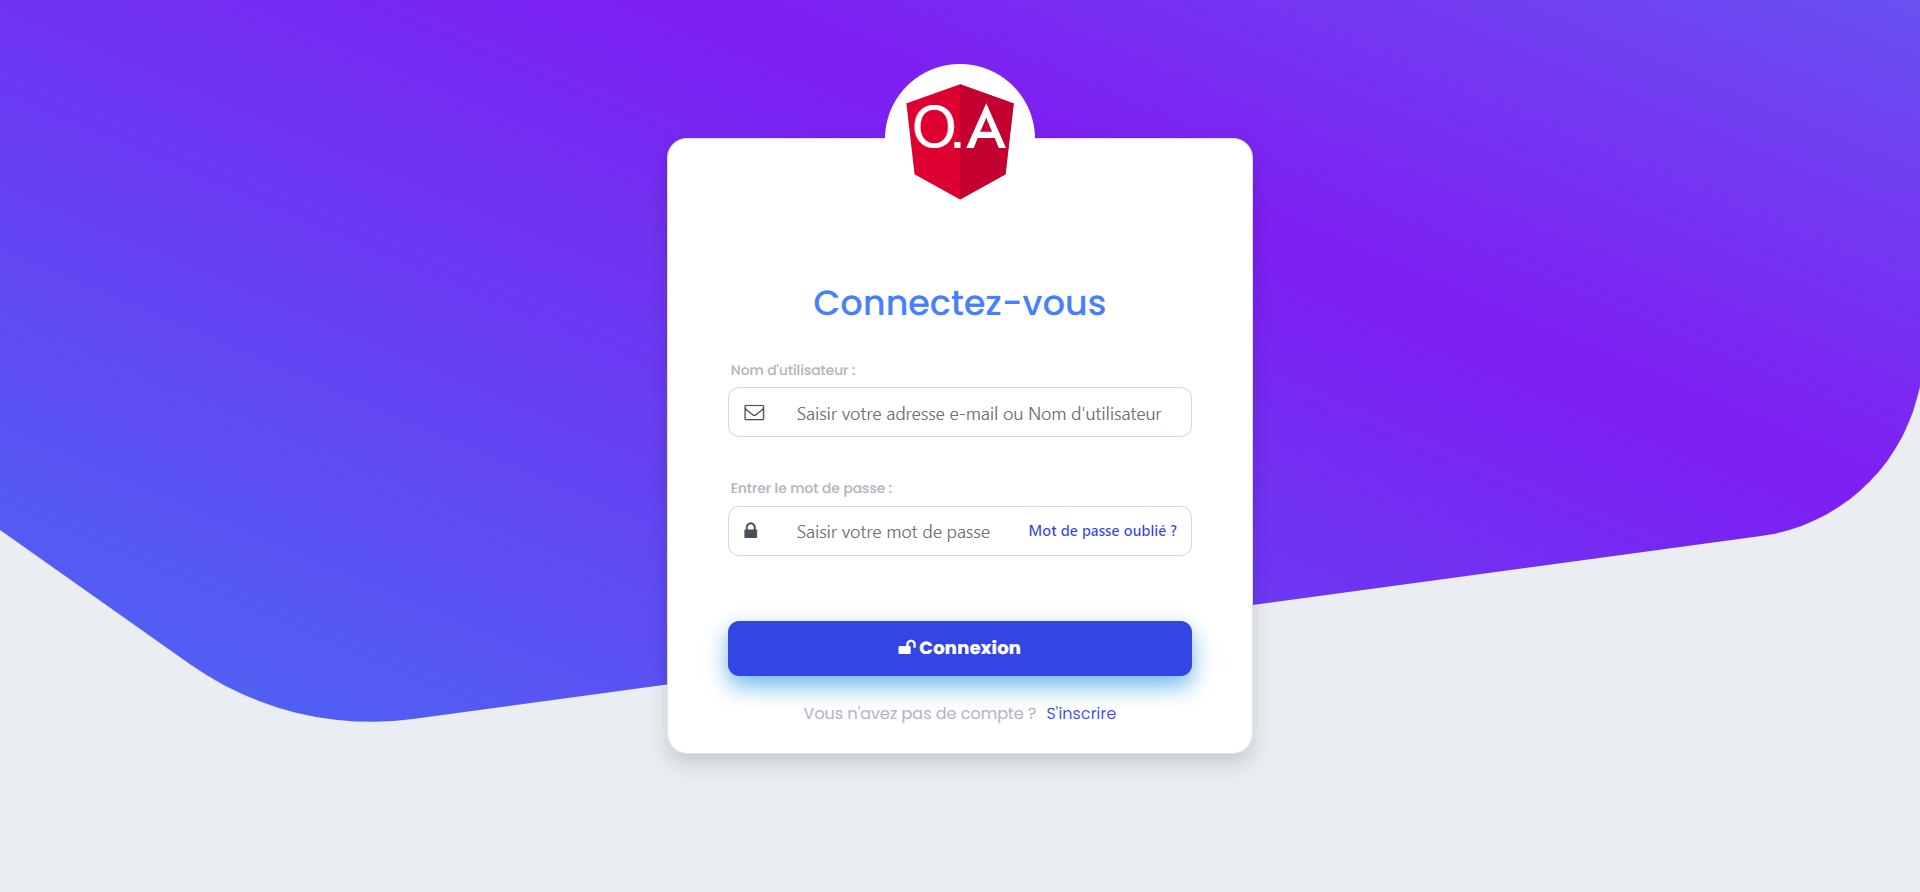 O.A
Connectez-vous
Nom d'utilisateur :
Saisir votre adresse e-mail ou Nom d'utilisateur
Entrer le mot de passe :
Saisir votre mot de passe Mot de passe oublié ?
Connexion
Vous n'avez pas de compte ? S'inscrire